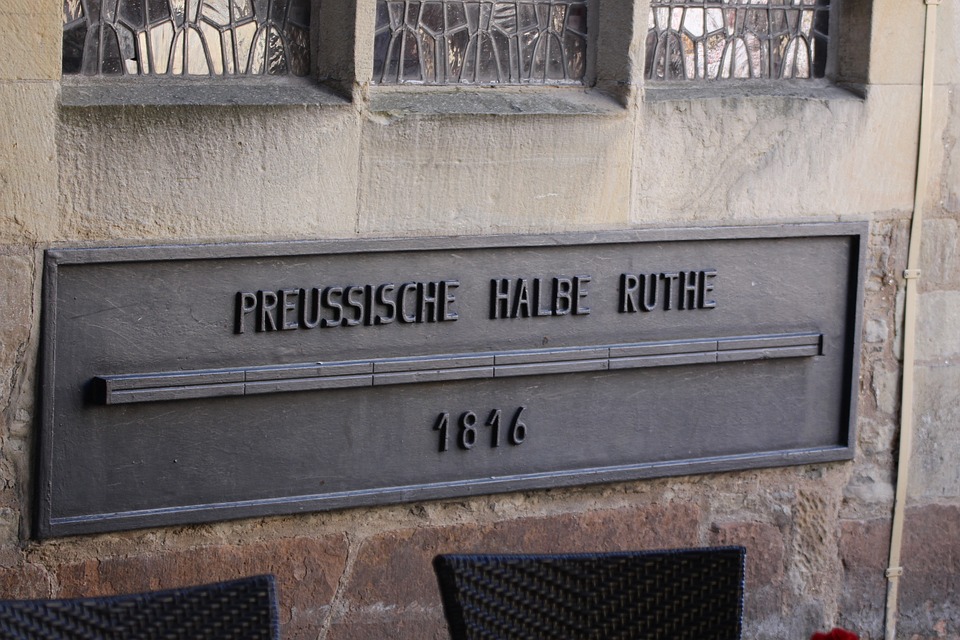 PREUSSISCHE HALBE RUTHE
1816